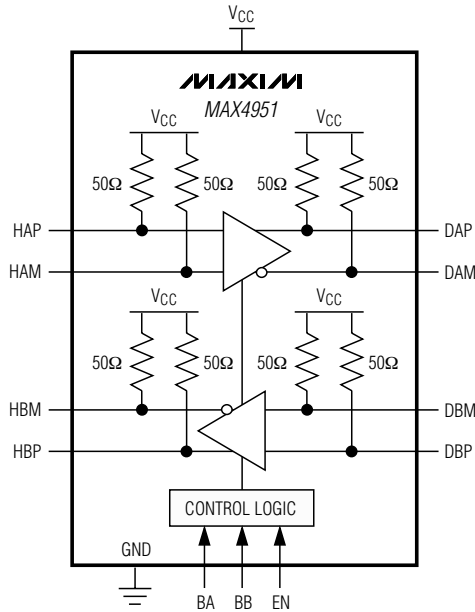 VCC
MAXIM
MAX4951
VCC VCC
50Ω 50Ω 50Ω 50Ω
HAP DAP
HAM DAM
VCC VCC
50Ω 50Ω 50Ω 50Ω
HBM DBM
HBP DBP
CONTROL LOGIC
GND
BA BB EN